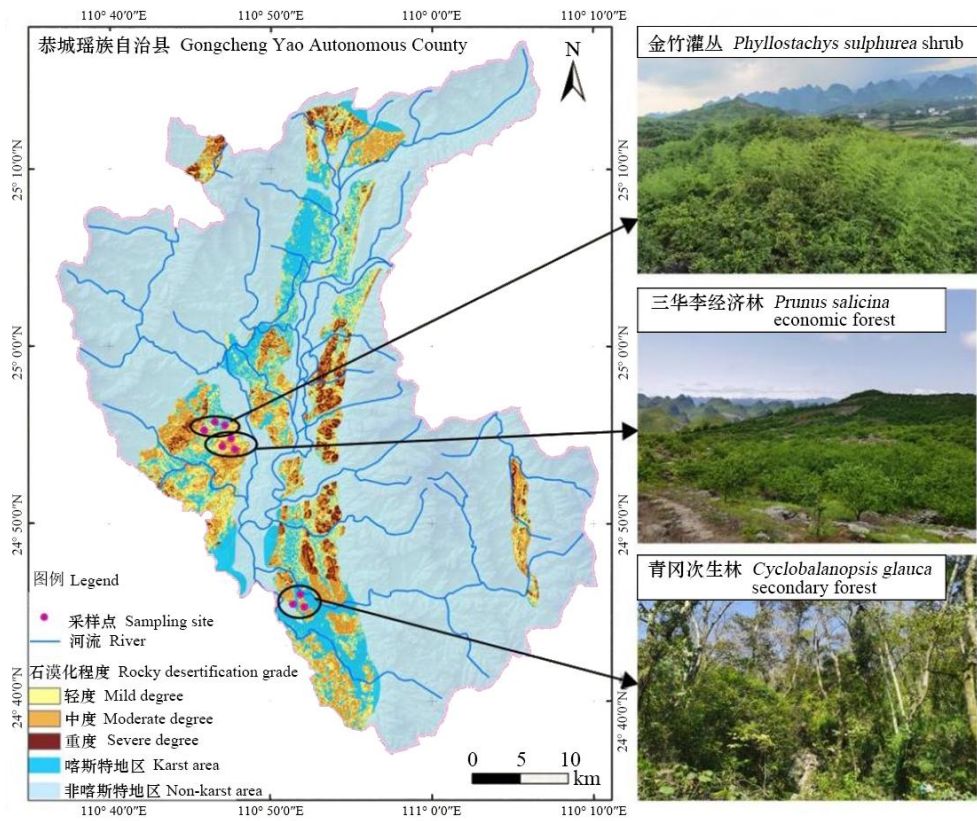 110° 40′ 0″E
110° 50′ 0″E
110° 0′ 0″E
110° 10′ 0″E
恭城瑶族自治县 Gongcheng Yao Autonomous County
N
25° 10′ 0″N
25° 0′ 0″N
24° 50′ 0″N
24° 40′ 0″N
25° 10′ 0″N
25° 0′ 0″N
24° 50′ 0″N
24° 40′ 0″N
图例 Legend
采样点 Sampling site
河流 River
石漠化程度 Rocky desertification grade
轻度 Mild degree
中度 Moderate degree
重度 Severe degree
喀斯特地区 Karst area
非喀斯特地区 Non-karst area
0 5 10
km
110° 40′ 0″E
110° 50′ 0″E
111° 0′ 0″E
111° 10′ 0″E
金竹灌丛 Phyllostachys sulphurea shrub
三华李经济林 Prunus salicina
economic forest
青冈次生林 Cyclobalanopsis glauca
secondary forest